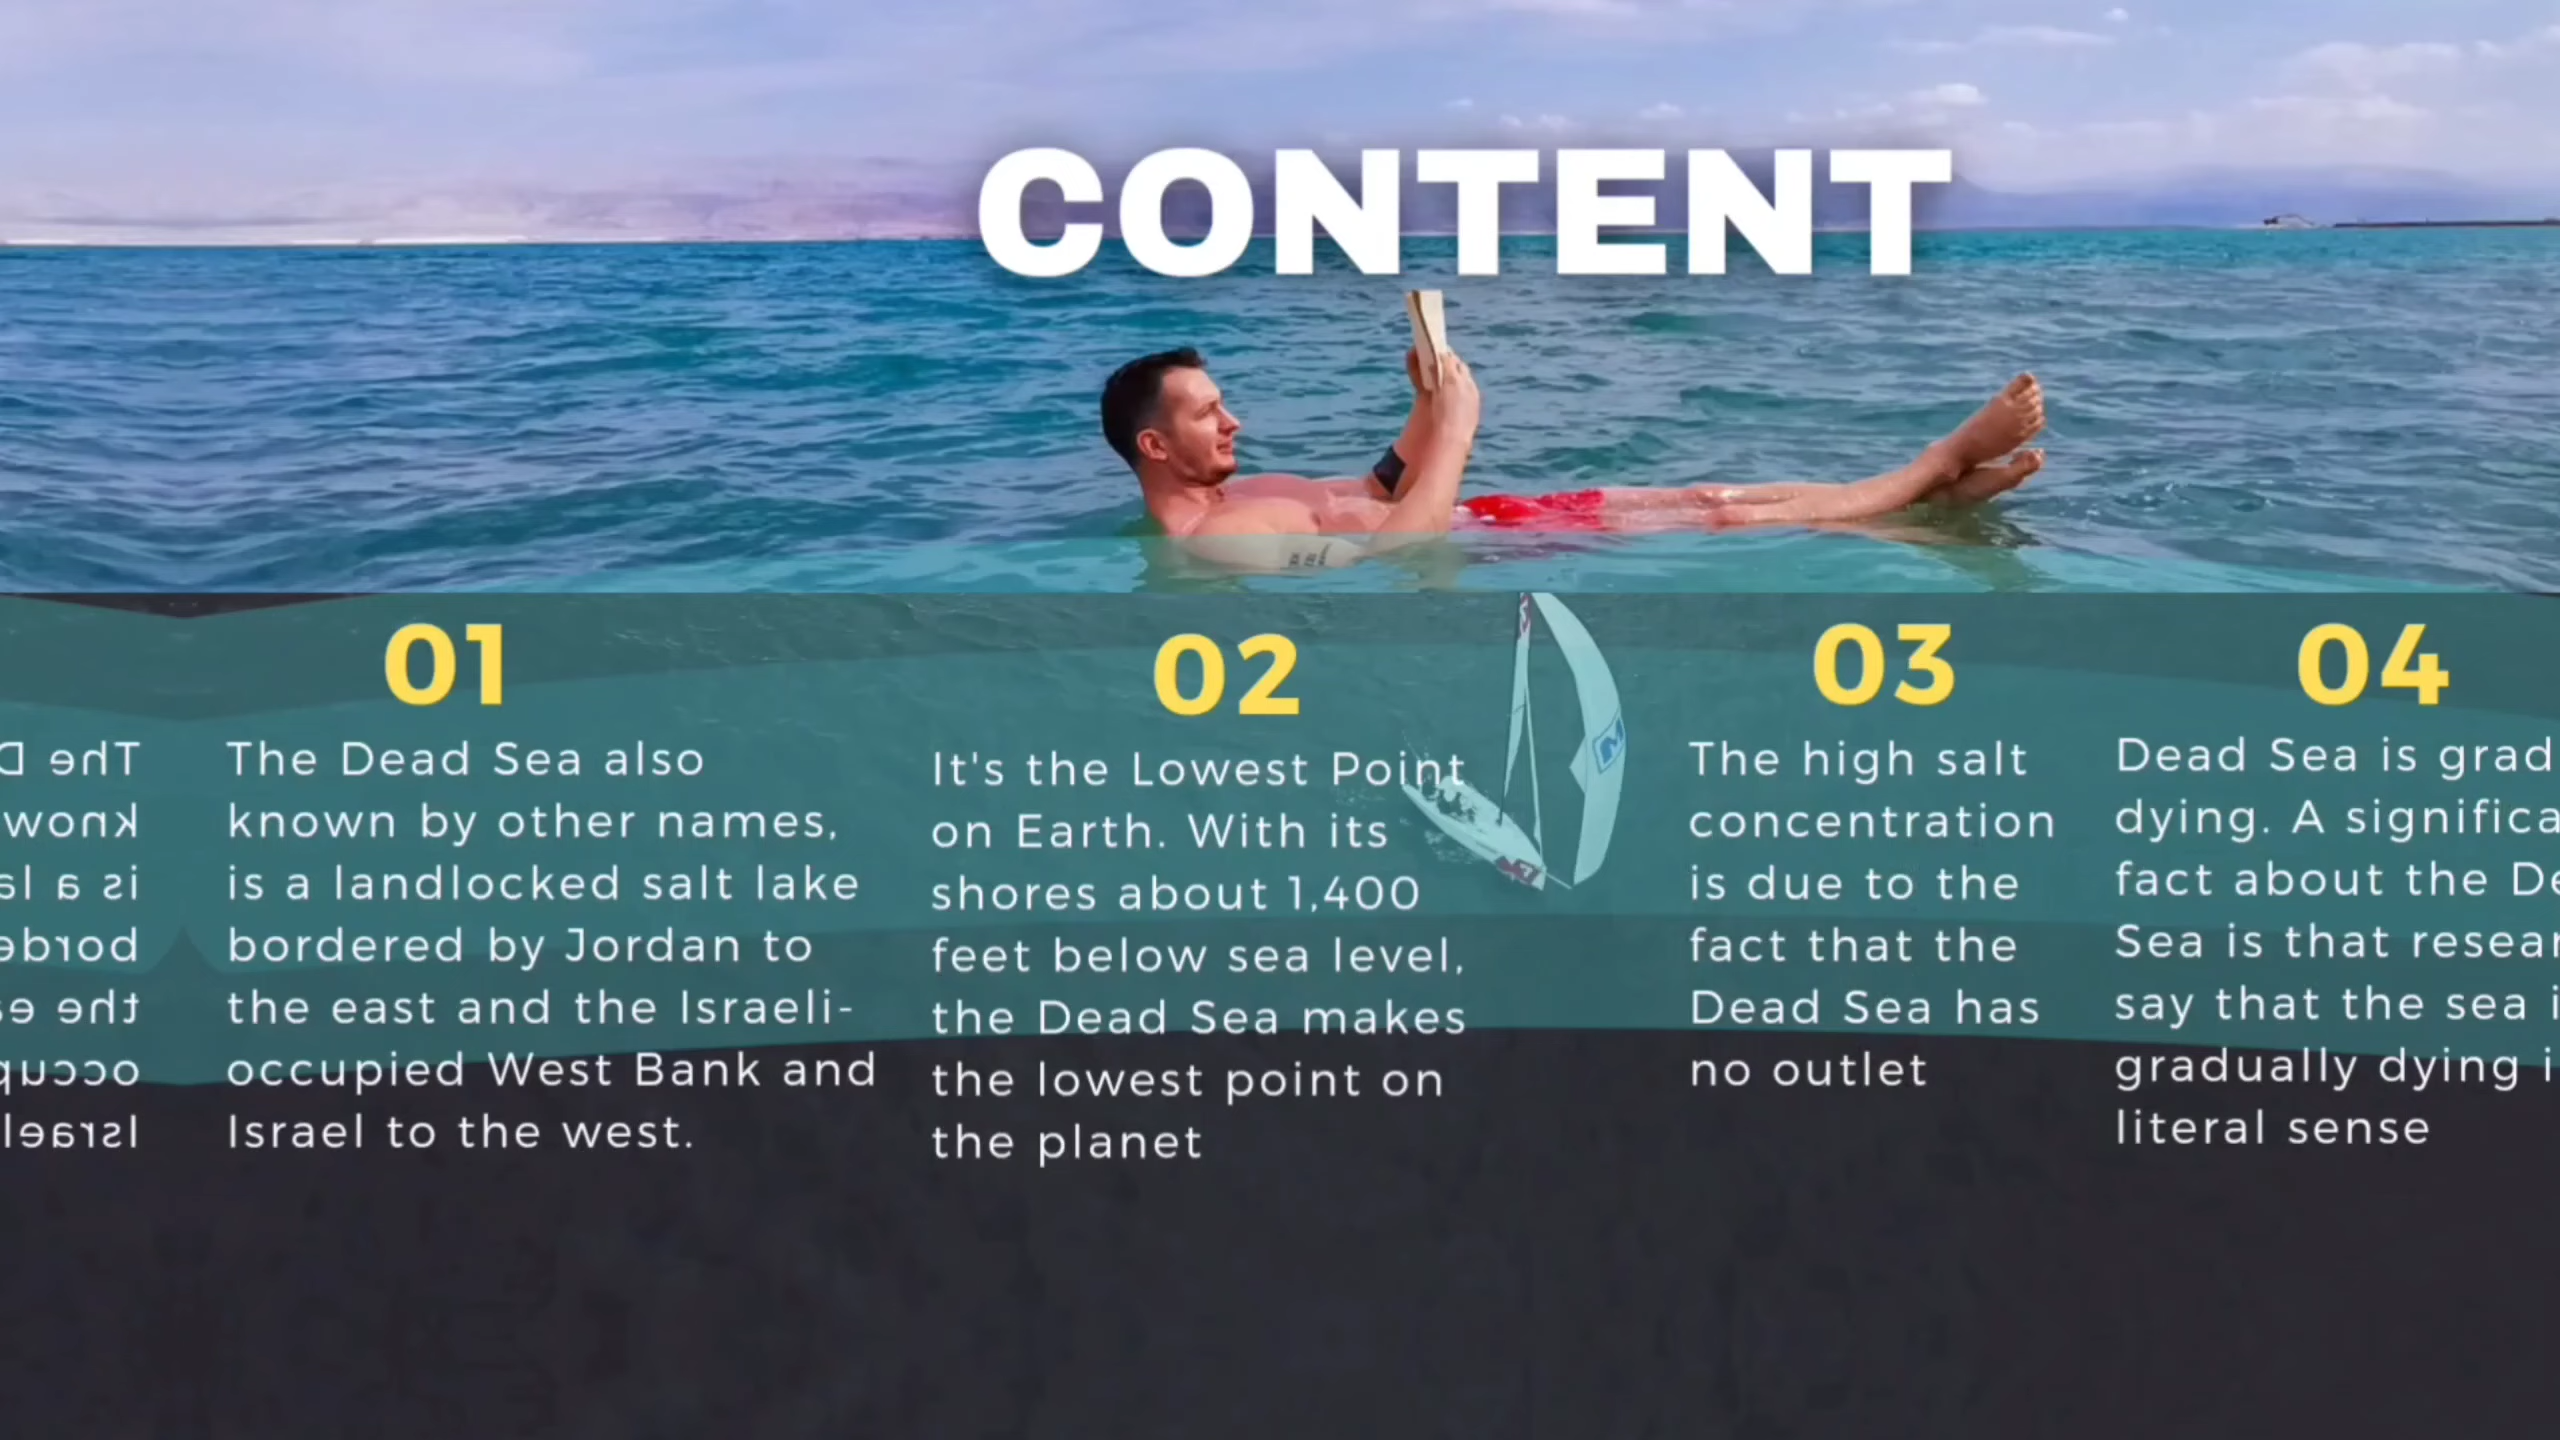 CONTENT
01
The Dead Sea also
known by other names,
is a landlocked salt lake
bordered by Jordan to
the east and the Israeli-
occupied West Bank and
Israel to the west.
02
It's the Lowest Point
on Earth. With its
shores about 1,400
feet below sea level,
the Dead Sea makes
the lowest point on
the planet
03
The high salt
concentration
is due to the
fact that the
Dead Sea has
no outlet
04
Dead Sea is grad
dying. A significa
fact about the De
Sea is that resear
say that the sea i
gradually dying i
literal sense